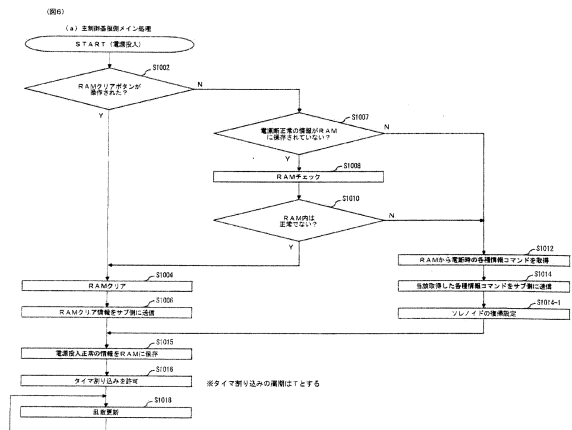 (図6)
(a) 主制御基板側メイン処理
START (電源投入)
S1002
RAMクリアボタンが
操作された?
N
Y
S1007
電源断正常の情報がRAM
に保存されていない?
N
Y
S1008
RAMチェック
S1010
RAM内は
正常でない?
N
Y
S1012
RAMから電断時の各種情報コマンドを取得
S1004
RAMクリア
S1014
当該取得した各種情報コマンドをサブ側に送信
S1006
RAMクリア情報をサブ側に送信
S1014-1
ソレノイドの復帰設定
S1015
電源投入正常の情報をRAMに保存
S1016
タイマ割り込みを許可
※タイマ割り込みの周期はTとする
S1018
乱数更新